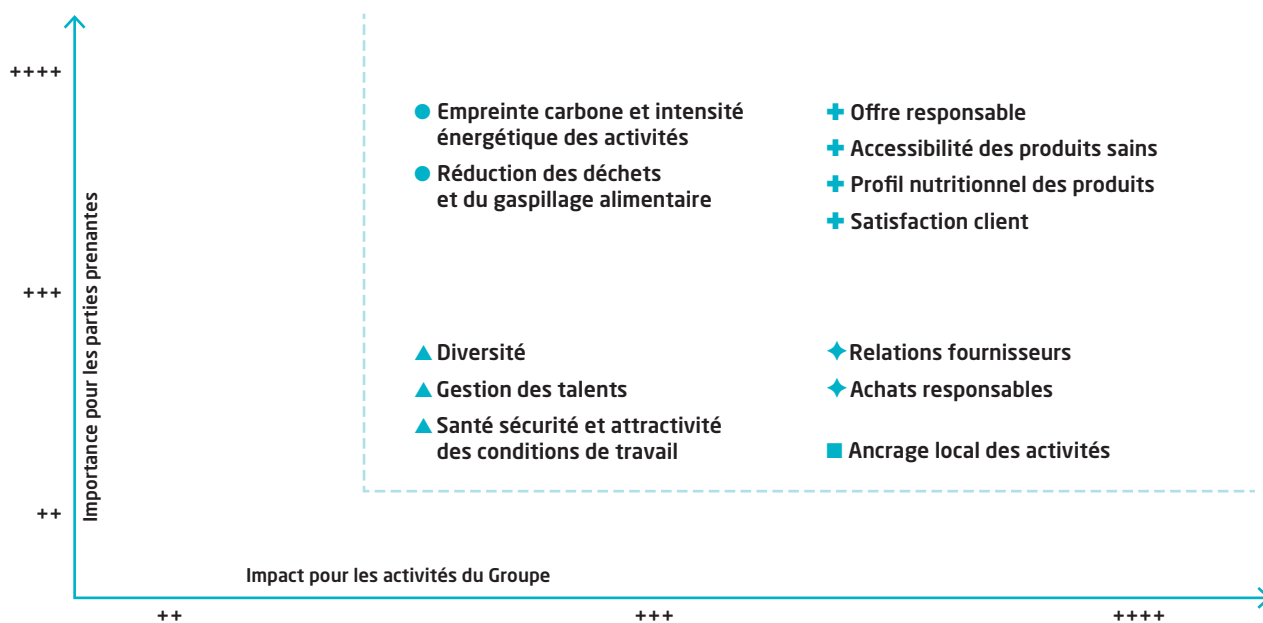 ++++
Empreinte carbone et intensité
énergétique des activités
Réduction des déchets
et du gaspillage alimentaire
Offre responsable
Accessibilité des produits sains
Profil nutritionnel des produits
Satisfaction client
Importance pour les parties prenantes
+++
Diversité
Gestion des talents
Santé sécurité et attractivité
des conditions de travail
Relations fournisseurs
Achats responsables
Ancrage local des activités
++
Impact pour les activités du Groupe
++
+++
++++